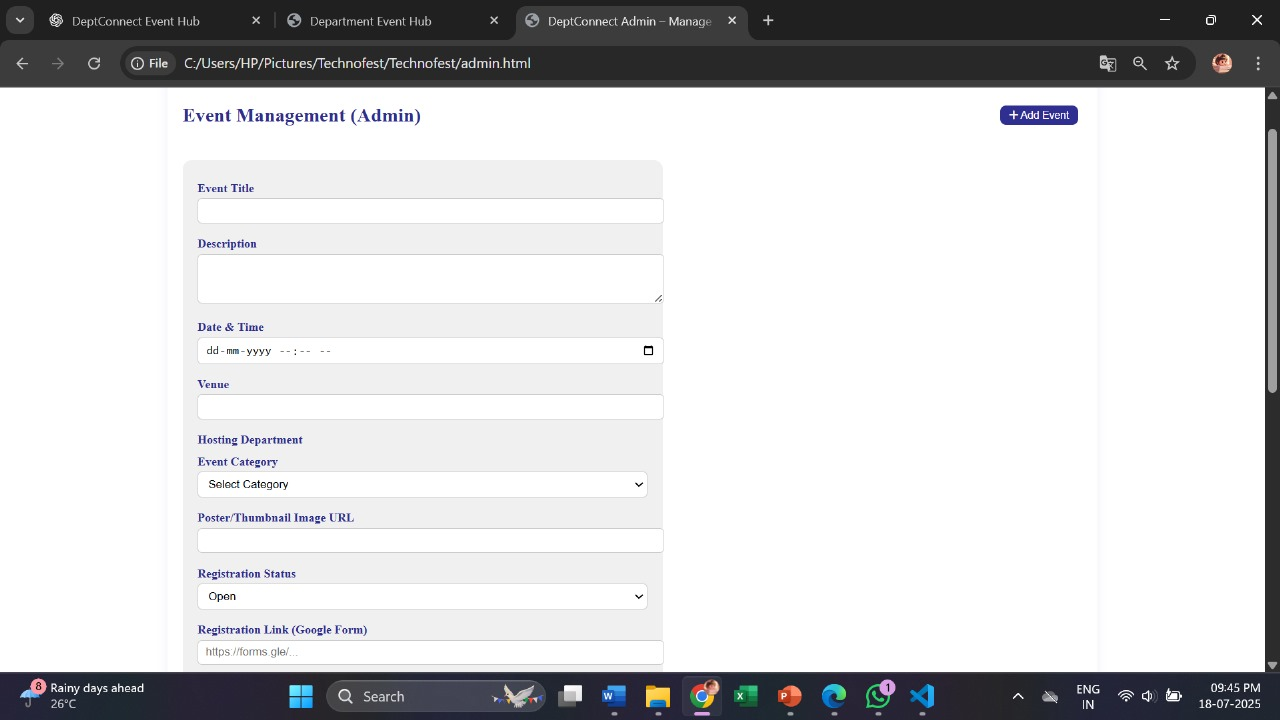 DeptConnect Event Hub
Department Event Hub
DeptConnect Admin – Manage
File
C:/Users/HP/Pictures/Technofest/Technofest/admin.html
Event Management (Admin)
+ Add Event
Event Title
Description
Date & Time
dd-mm-yyyy --:-- --
Venue
Hosting Department
Event Category
Select Category
Poster/Thumbnail Image URL
Registration Status
Open
Registration Link (Google Form)
https://forms.gle/...
8
Rainy days ahead
26°C
Search
1
ENG
IN
09:45 PM
18-07-2025